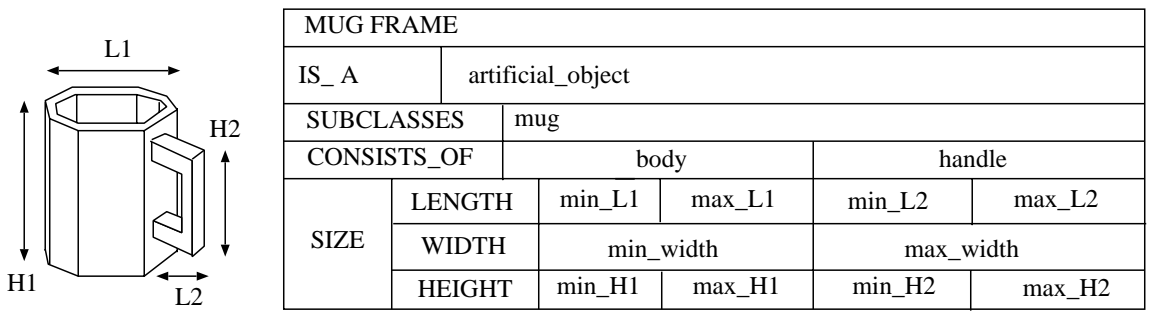 L1
H2
H1
L2
MUG FRAME
IS_ A artificial_object
SUBCLASSES mug
CONSISTS_OF body handle
SIZE
LENGTH min_L1 max_L1 min_L2 max_L2
WIDTH min_width max_width
HEIGHT min_H1 max_H1 min_H2 max_H2